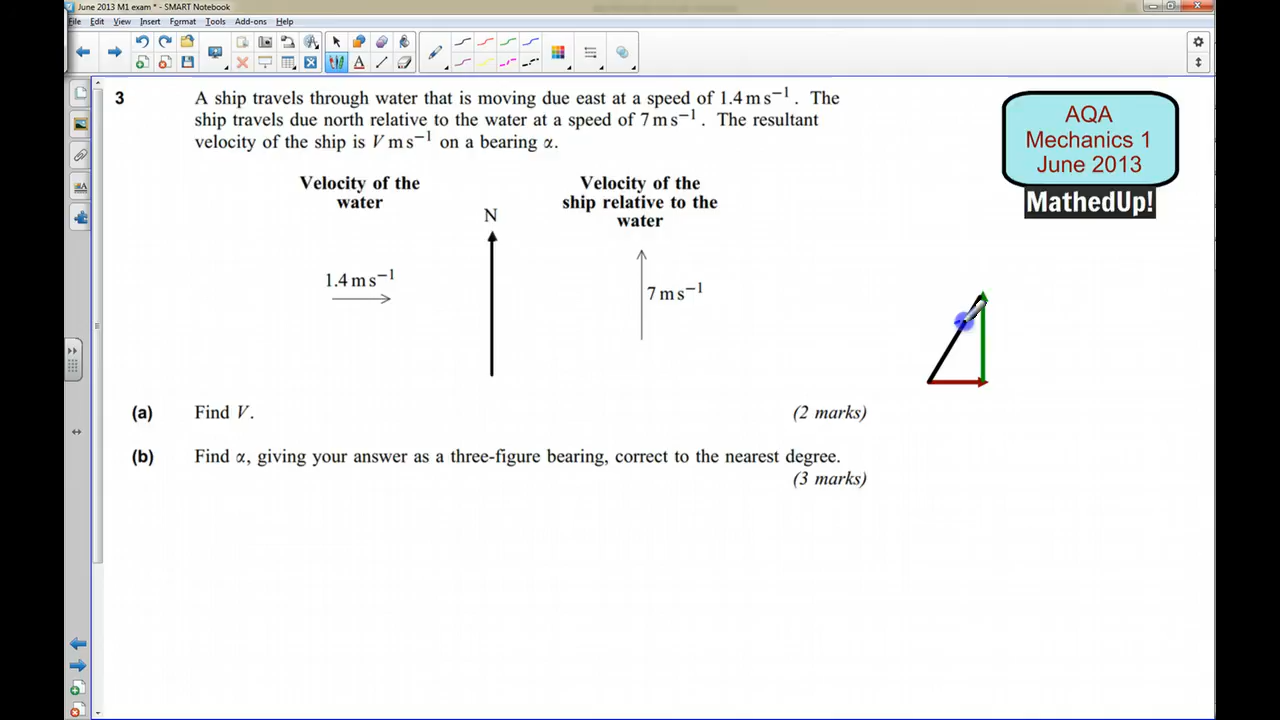 June 2013 M1 exam * - SMART Notebook
File Edit View Insert Format Tools Add-ons Help
3 A ship travels through water that is moving due east at a speed of 1.4 m s⁻¹. The
ship travels due north relative to the water at a speed of 7 m s⁻¹. The resultant
velocity of the ship is V m s⁻¹ on a bearing α.
AQA
Mechanics 1
June 2013
MathedUp!
Velocity of the
water
Velocity of the
ship relative to the
water
N
1.4 m s⁻¹
7 m s⁻¹
(a) Find V. (2 marks)
(b) Find α, giving your answer as a three-figure bearing, correct to the nearest degree.
(3 marks)